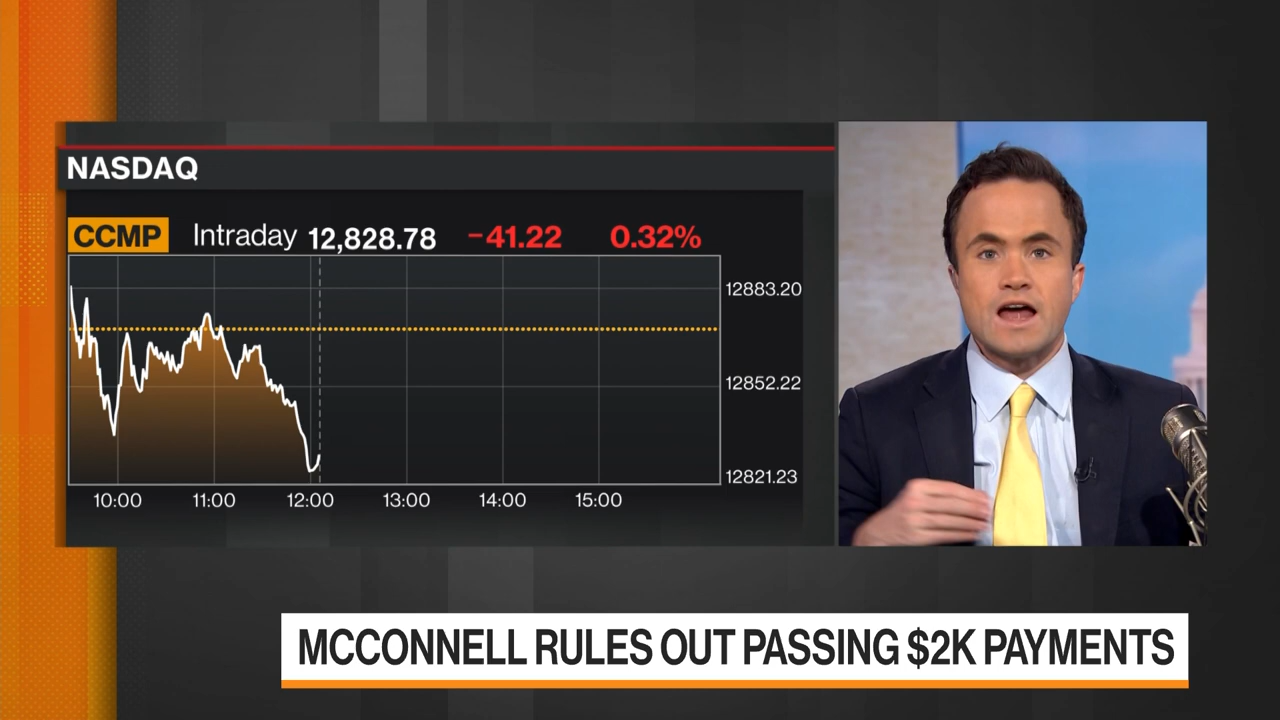 NASDAQ
CCMP Intraday 12,828.78 -41.22 0.32%
12883.20
12852.22
12821.23
10:00 11:00 12:00 13:00 14:00 15:00
MCCONNELL RULES OUT PASSING $2K PAYMENTS